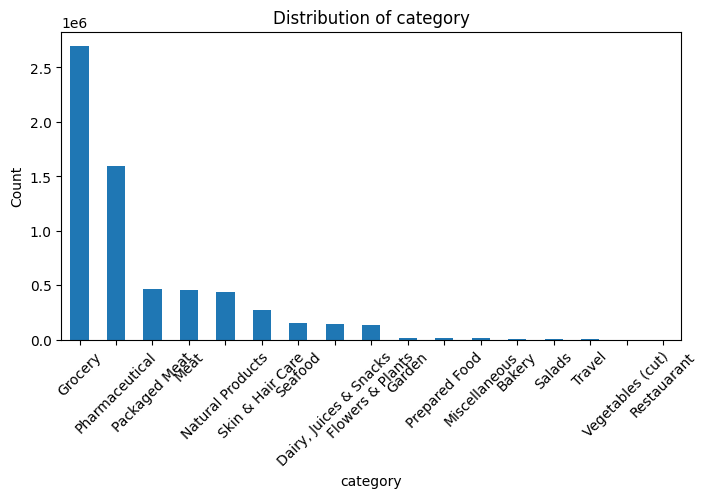 Distribution of category
1e6
Count
2.5
2.0
1.5
1.0
0.5
0.0
Grocery
Pharmaceutical
Packaged Meat
Meat
Natural Products
Skin & Hair Care
Seafood
Dairy, Juices & Snacks
Flowers & Plants
Garden
Prepared Food
Miscellaneous
Bakery
Salads
Travel
Vegetables (cut)
Restauarant
category